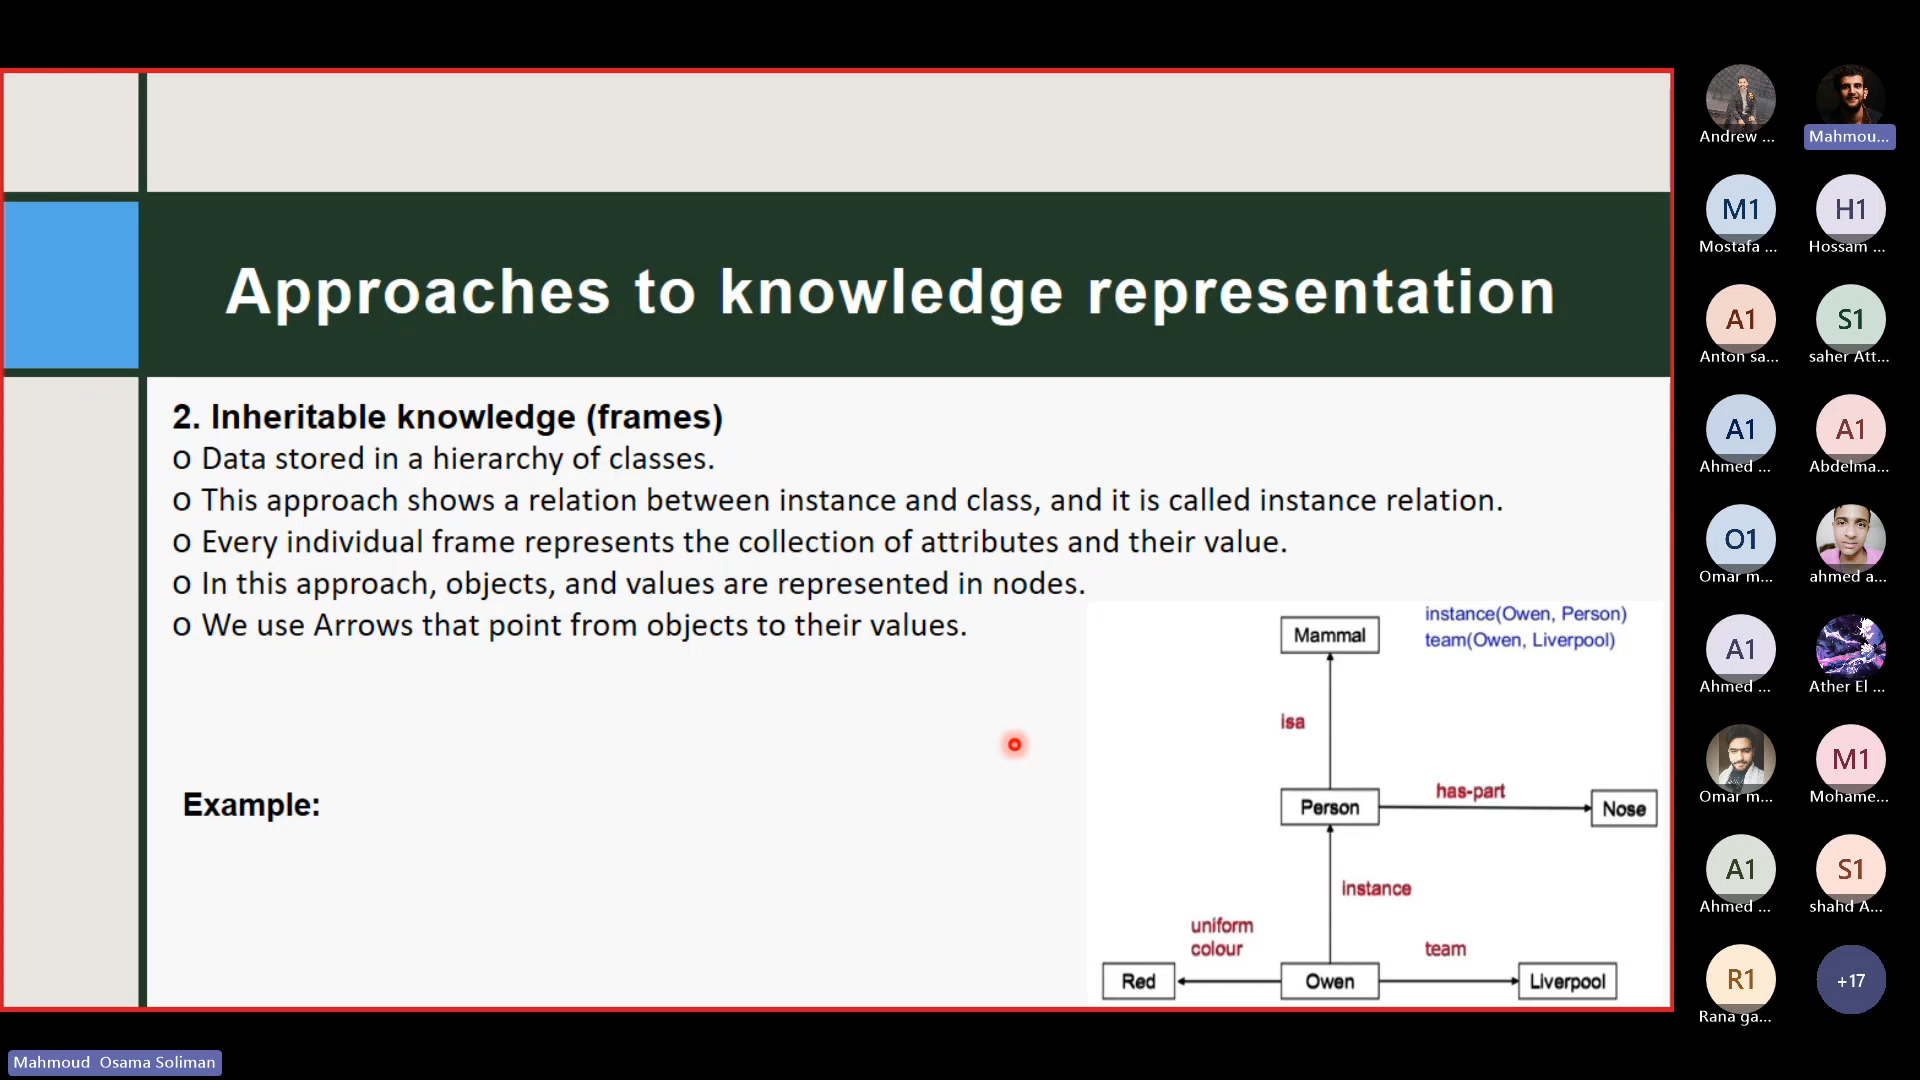 Approaches to knowledge representation
2. Inheritable knowledge (frames)
o Data stored in a hierarchy of classes.
o This approach shows a relation between instance and class, and it is called instance relation.
o Every individual frame represents the collection of attributes and their value.
o In this approach, objects, and values are represented in nodes.
o We use Arrows that point from objects to their values.
Example:
instance(Owen, Person)
team(Owen, Liverpool)
Mammal
isa
Person
has-part
Nose
instance
uniform
colour
team
Red
Owen
Liverpool
Andrew ...
Mahmou...
M1
Mostafa ...
H1
Hossam ...
A1
Anton sa...
S1
saher Att...
A1
Ahmed ...
A1
Abdelma...
O1
Omar m...
ahmed a...
A1
Ahmed ...
Ather El ...
Omar m...
M1
Mohame...
A1
Ahmed ...
S1
shahd A...
R1
Rana ga...
+17
Mahmoud Osama Soliman